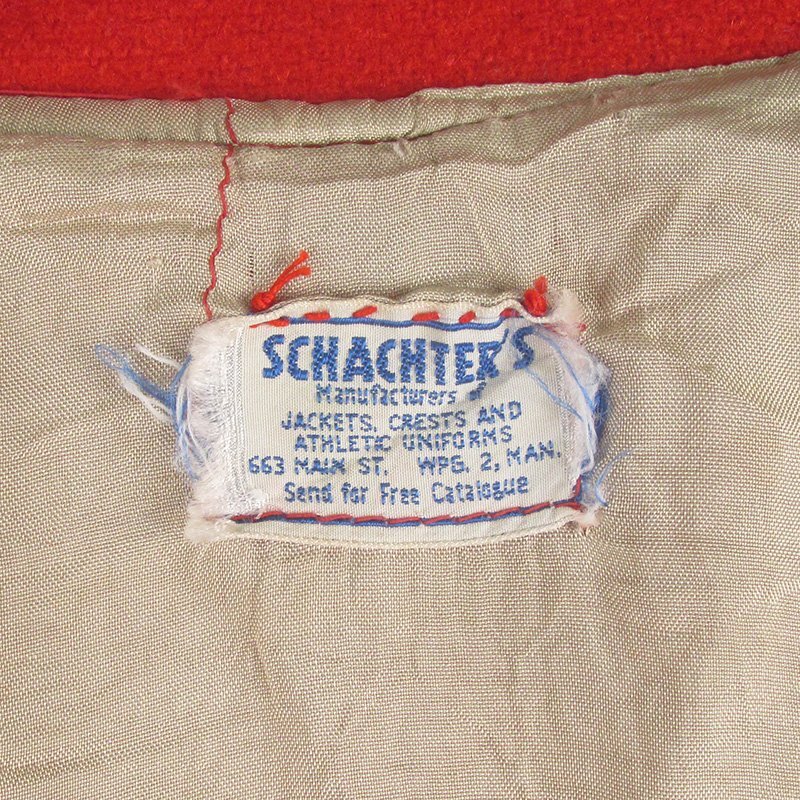 SCHACHTER'S
Manufacturers of
JACKETS, CRESTS AND
ATHLETIC UNIFORMS
663 MAIN ST. WPG. 2, MAN.
Send for Free Catalogue